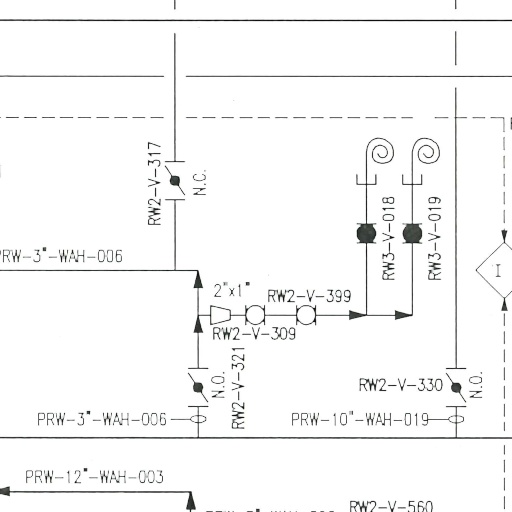 RW2-V-317
N.C.
RW3-V-018
RW3-V-019
PRW-3"-WAH-006
I
2"x1"
RW2-V-399
RW2-V-309
RW2-V-321
N.O.
RW2-V-330
N.O.
PRW-3"-WAH-006
PRW-10"-WAH-019
PRW-12"-WAH-003
RW2-V-560